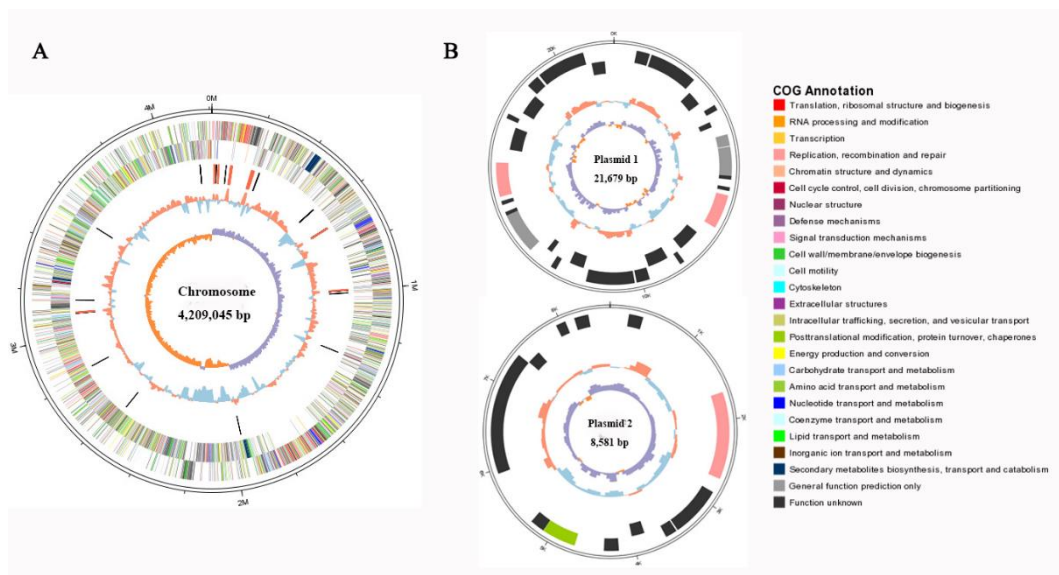 A
B
0M
4M
1M
3M
2M
Chromosome
4,209,045 bp
0K
20K
10K
Plasmid 1
21,679 bp
Plasmid 2
8,581 bp
COG Annotation
Translation, ribosomal structure and biogenesis
RNA processing and modification
Transcription
Replication, recombination and repair
Chromatin structure and dynamics
Cell cycle control, cell division, chromosome partitioning
Nuclear structure
Defense mechanisms
Signal transduction mechanisms
Cell wall/membrane/envelope biogenesis
Cell motility
Cytoskeleton
Extracellular structures
Intracellular trafficking, secretion, and vesicular transport
Posttranslational modification, protein turnover, chaperones
Energy production and conversion
Carbohydrate transport and metabolism
Amino acid transport and metabolism
Nucleotide transport and metabolism
Coenzyme transport and metabolism
Lipid transport and metabolism
Inorganic ion transport and metabolism
Secondary metabolites biosynthesis, transport and catabolism
General function prediction only
Function unknown